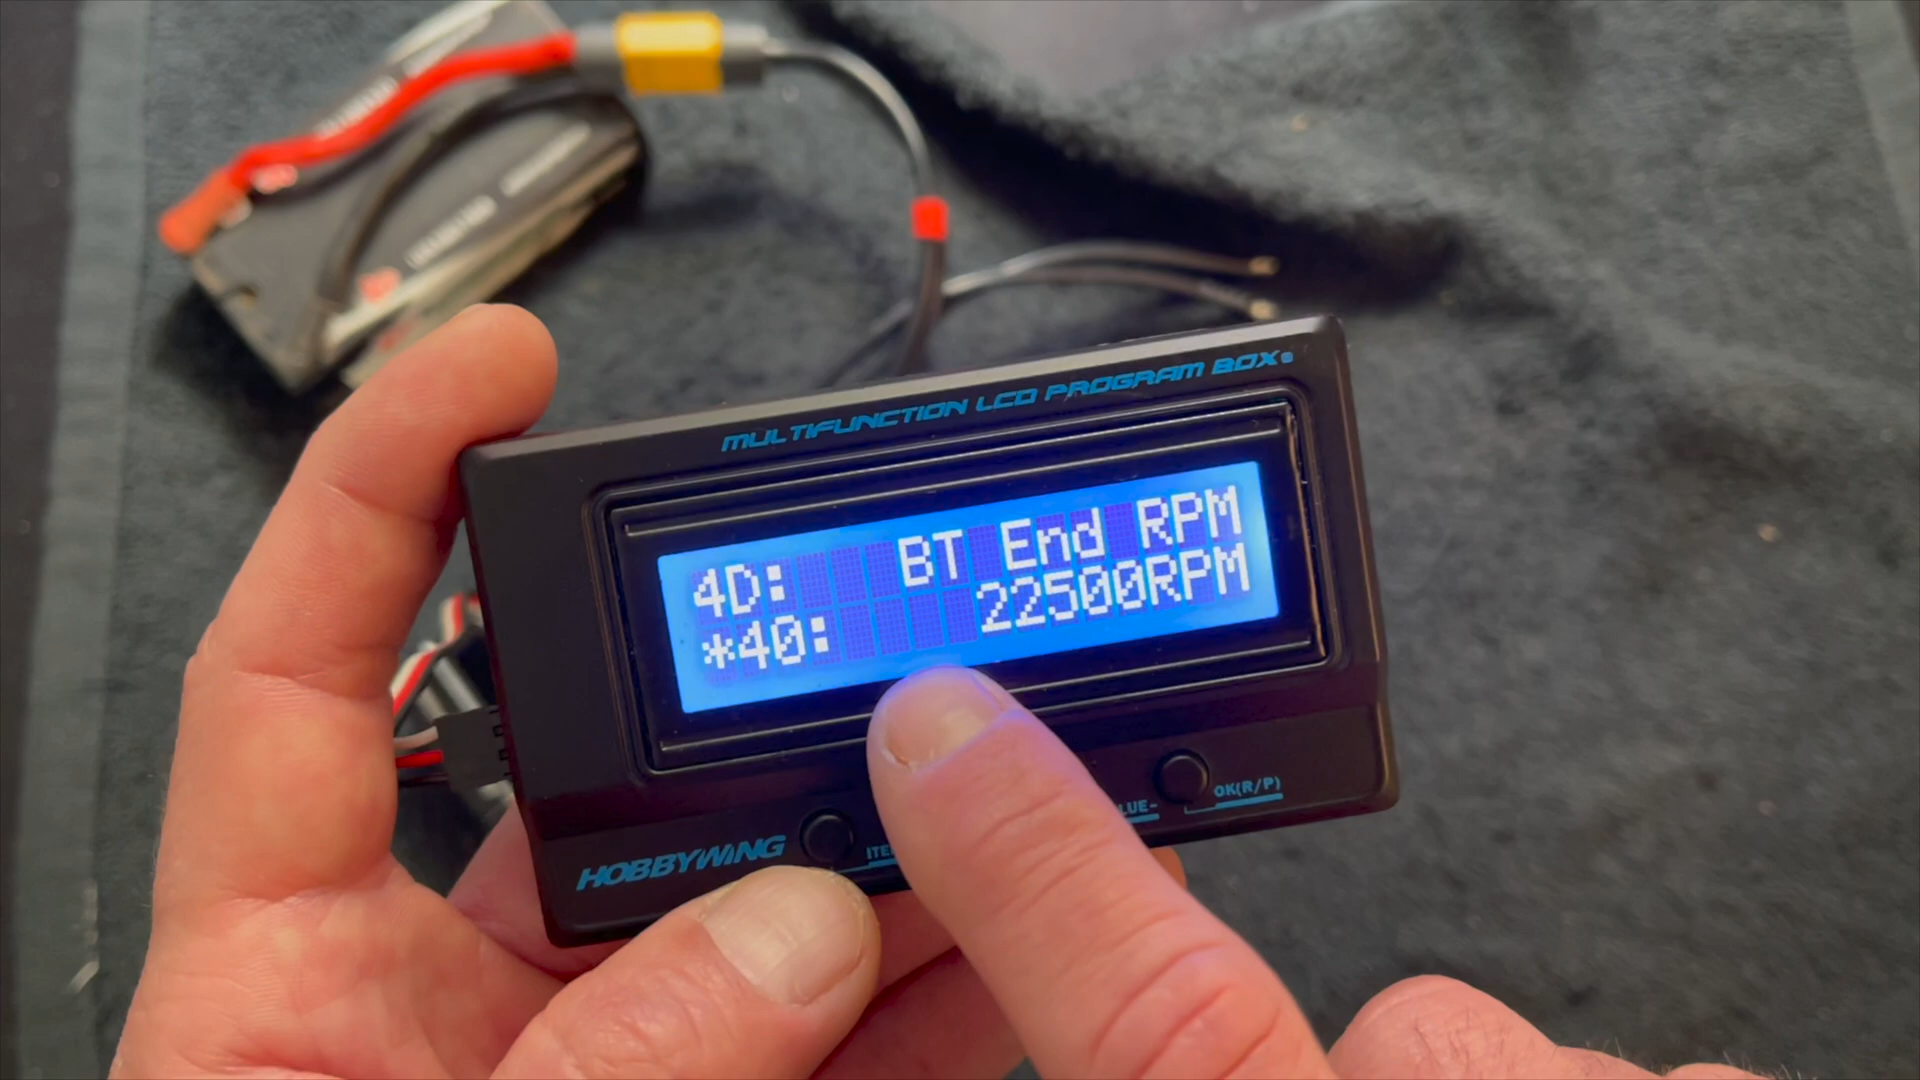 MULTIFUNCTION LCD PROGRAM BOX
4D: BT End RPM
*40: 22500RPM
OK(R/P)
HOBBYWING